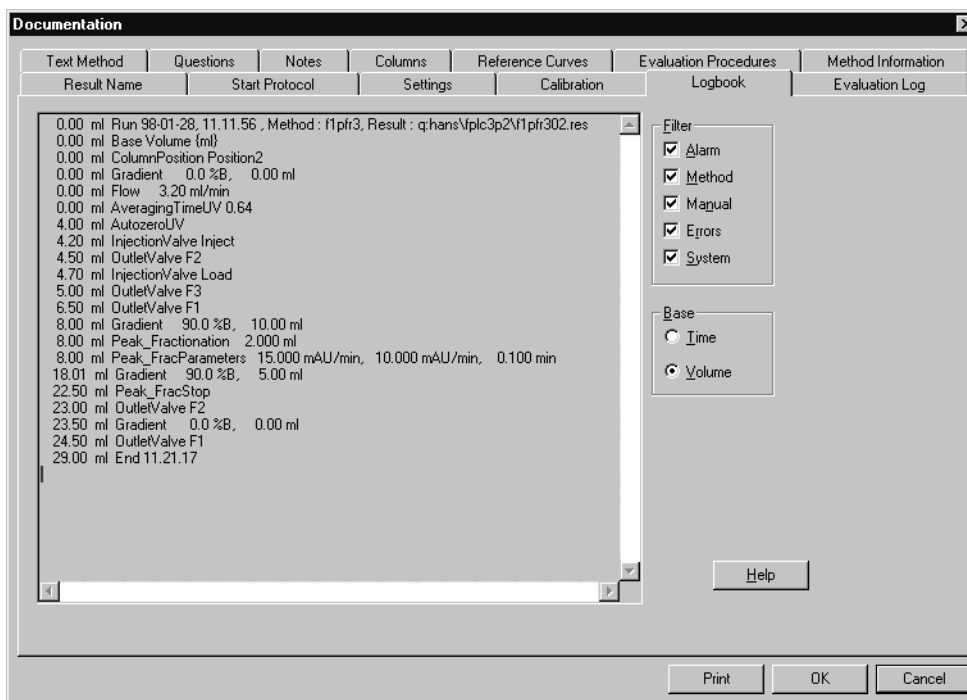 Documentation
Text Method Questions Notes Columns Reference Curves Evaluation Procedures Method Information
Result Name Start Protocol Settings Calibration Logbook Evaluation Log
0.00 ml Run 98-01-28, 11.11.56 , Method : f1pfr3, Result : q:hans\fplc3p2\f1pfr302.res
0.00 ml Base Volume {ml}
0.00 ml ColumnPosition Position2
0.00 ml Gradient 0.0 %B, 0.00 ml
0.00 ml Flow 3.20 ml/min
0.00 ml AveragingTimeUV 0.64
4.00 ml AutozeroUV
4.20 ml InjectionValve Inject
4.50 ml OutletValve F2
4.70 ml InjectionValve Load
5.00 ml OutletValve F3
6.50 ml OutletValve F1
8.00 ml Gradient 90.0 %B, 10.00 ml
8.00 ml Peak_Fractionation 2.000 ml
8.00 ml Peak_FracParameters 15.000 mAU/min, 10.000 mAU/min, 0.100 min
18.01 ml Gradient 90.0 %B, 5.00 ml
22.50 ml Peak_FracStop
23.00 ml OutletValve F2
23.50 ml Gradient 0.0 %B, 0.00 ml
24.50 ml OutletValve F1
29.00 ml End 11.21.17
Filter
Alarm
Method
Manual
Errors
System
Base
Time
Volume
Help
Print OK Cancel